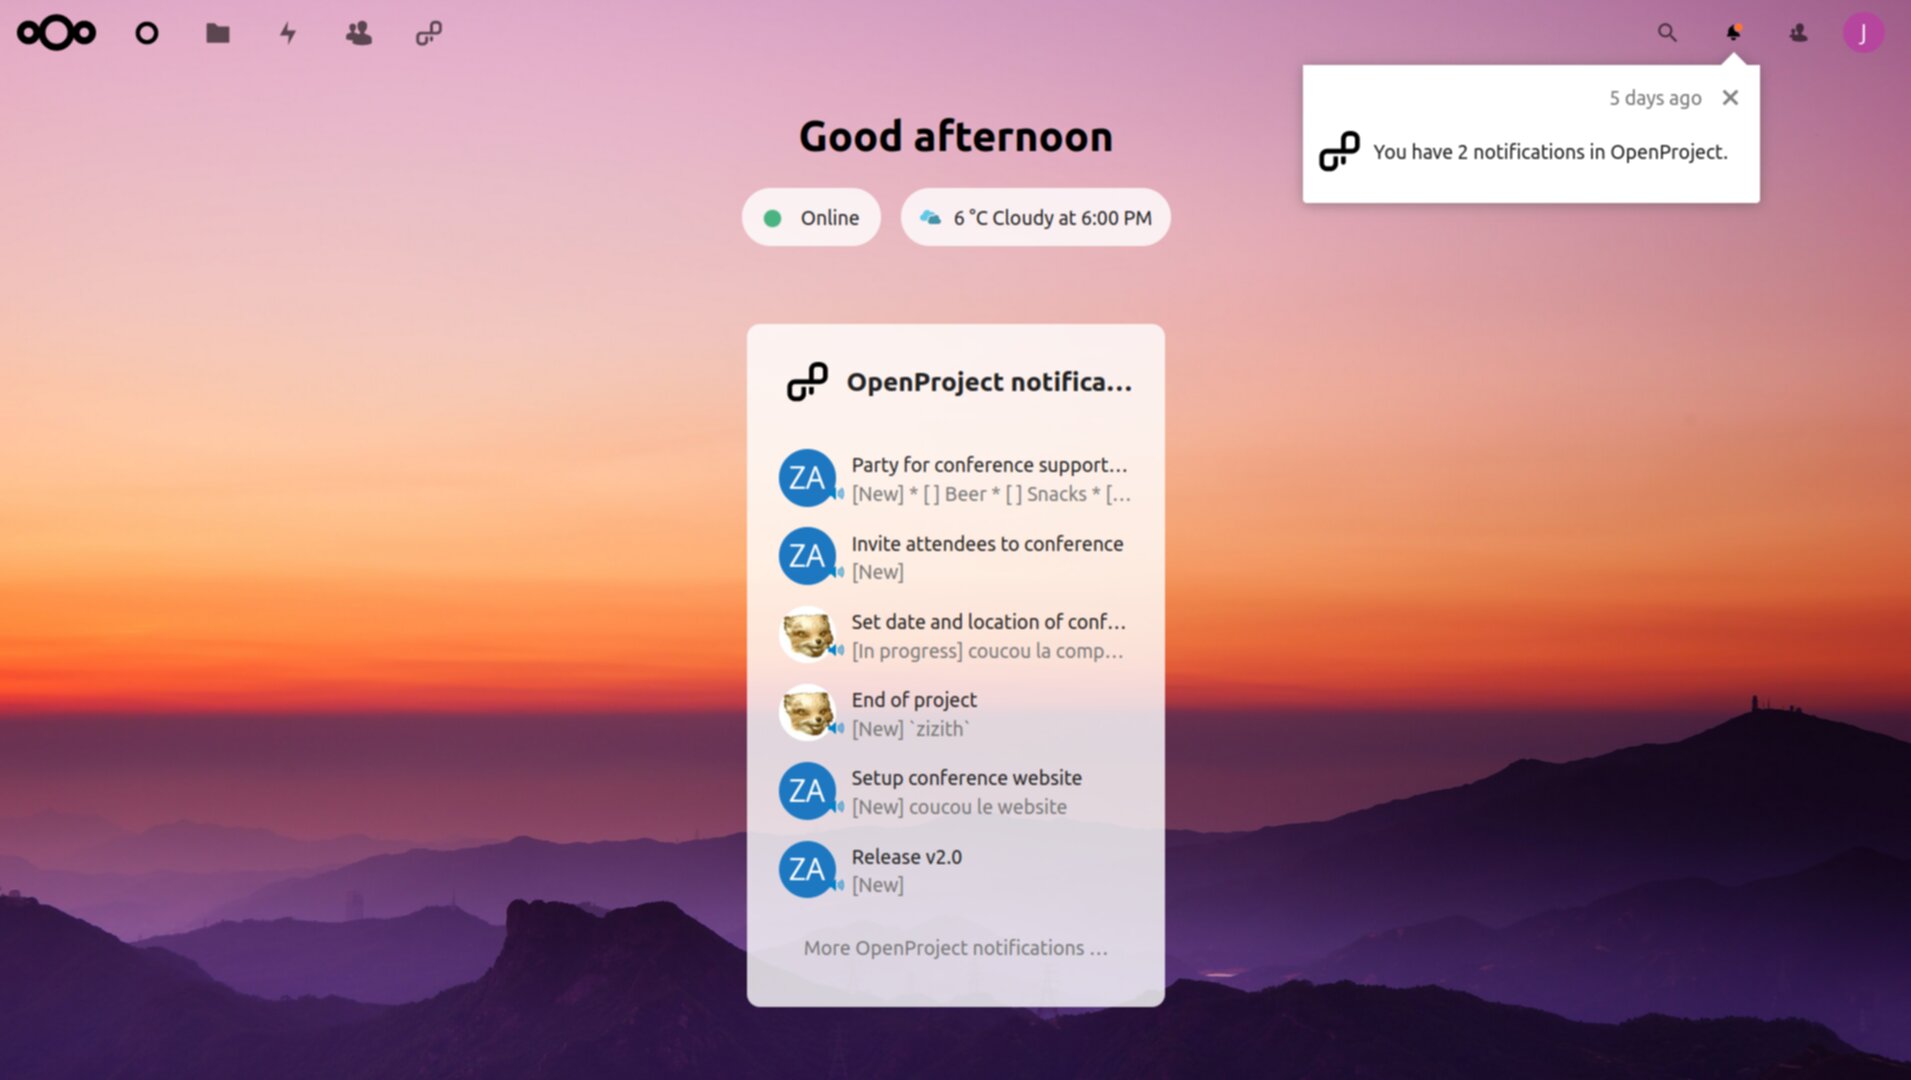 J
5 days ago
You have 2 notifications in OpenProject.
Good afternoon
Online
6 °C Cloudy at 6:00 PM
OpenProject notifica…
ZA
Party for conference support…
[New] * [ ] Beer * [ ] Snacks * […
ZA
Invite attendees to conference
[New]
Set date and location of conf…
[In progress] coucou la comp…
End of project
[New] `zizith`
ZA
Setup conference website
[New] coucou le website
ZA
Release v2.0
[New]
More OpenProject notifications …